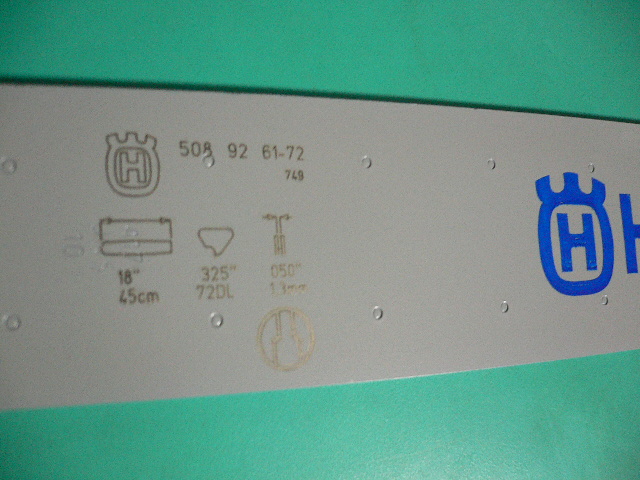 508 92 61-72
749
18" .325" .050"
45cm 72DL 1.3mm
H